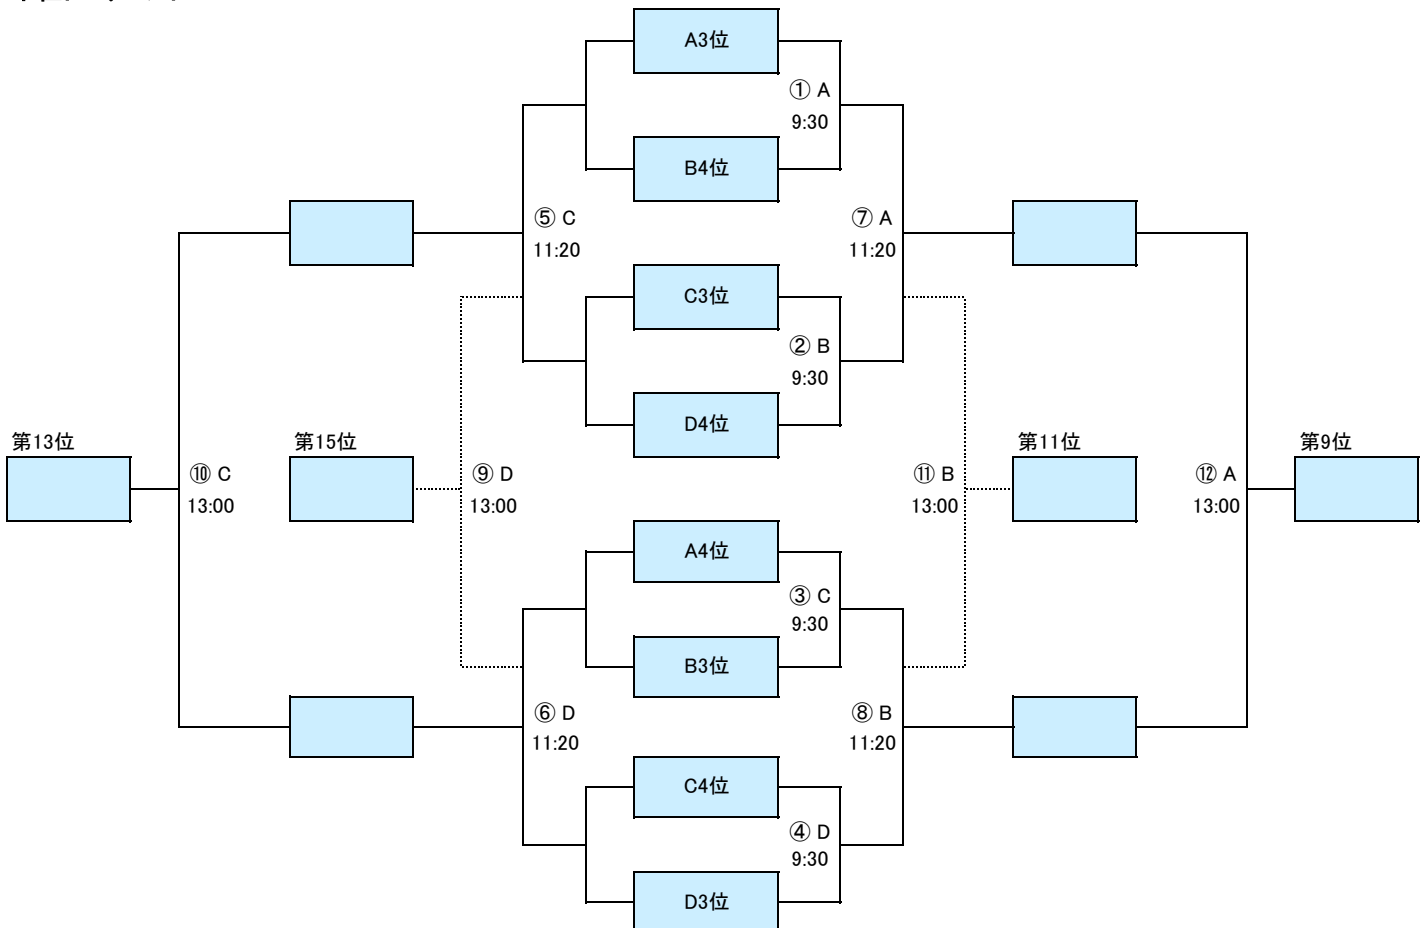 A3位
① A
9:30
B4位
⑤ C
11:20
⑦ A
11:20
C3位
② B
9:30
D4位
第13位
第15位
第11位
第9位
⑩ C
13:00
⑨ D
13:00
⑪ B
13:00
⑫ A
13:00
A4位
③ C
9:30
B3位
⑥ D
11:20
⑧ B
11:20
C4位
④ D
9:30
D3位